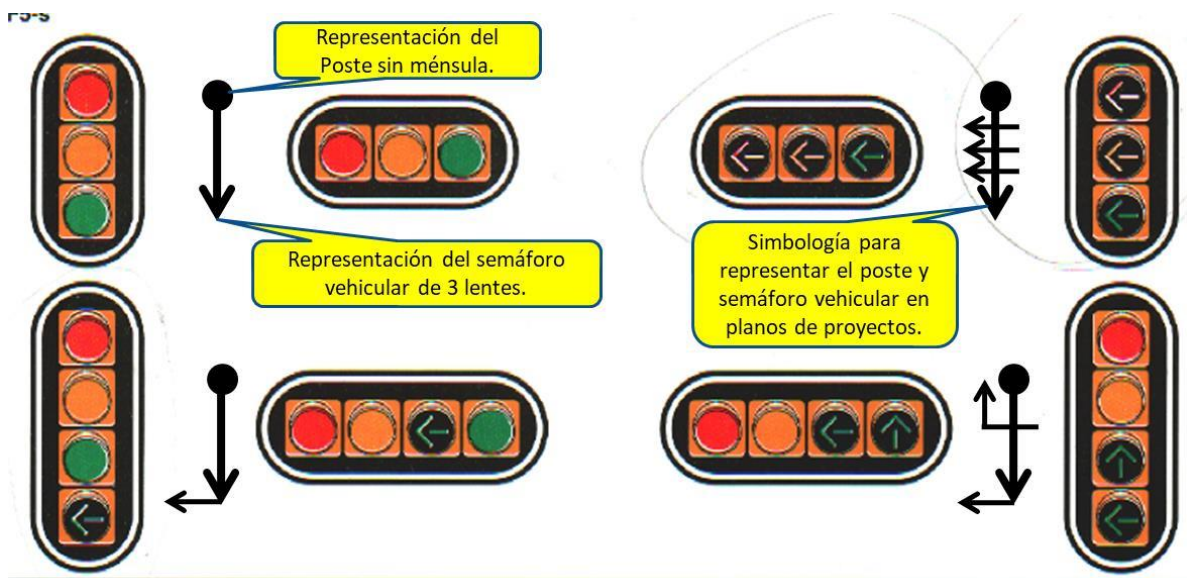 F5-s
Representación del
Poste sin ménsula.
Representación del semáforo
vehicular de 3 lentes.
Simbología para
representar el poste y
semáforo vehicular en
planos de proyectos.